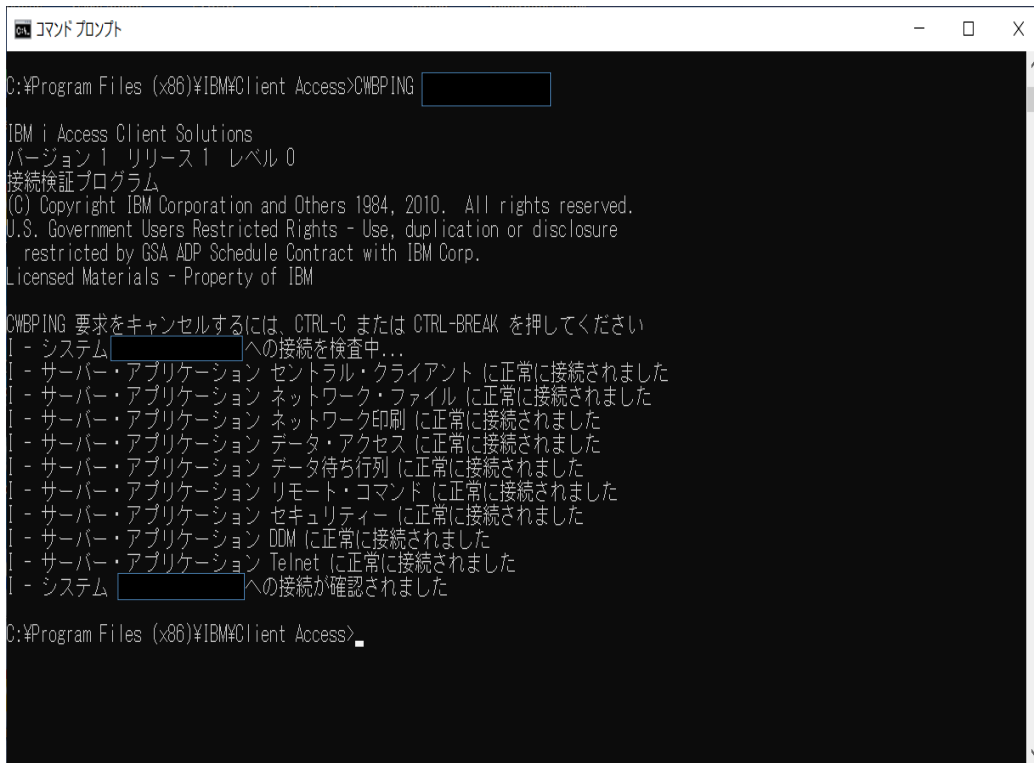 コマンド プロンプト
C:¥Program Files (x86)¥IBM¥Client Access>CWBPING
IBM i Access Client Solutions
バージョン 1 リリース 1 レベル 0
接続検証プログラム
(C) Copyright IBM Corporation and Others 1984, 2010. All rights reserved.
U.S. Government Users Restricted Rights - Use, duplication or disclosure
restricted by GSA ADP Schedule Contract with IBM Corp.
Licensed Materials - Property of IBM
CWBPING 要求をキャンセルするには、CTRL-C または CTRL-BREAK を押してください
I - システム への接続を検査中...
I - サーバー・アプリケーション セントラル・クライアント に正常に接続されました
I - サーバー・アプリケーション ネットワーク・ファイル に正常に接続されました
I - サーバー・アプリケーション ネットワーク印刷 に正常に接続されました
I - サーバー・アプリケーション データ・アクセス に正常に接続されました
I - サーバー・アプリケーション データ待ち行列 に正常に接続されました
I - サーバー・アプリケーション リモート・コマンド に正常に接続されました
I - サーバー・アプリケーション セキュリティー に正常に接続されました
I - サーバー・アプリケーション DDM に正常に接続されました
I - サーバー・アプリケーション Telnet に正常に接続されました
I - システム への接続が確認されました
C:¥Program Files (x86)¥IBM¥Client Access>